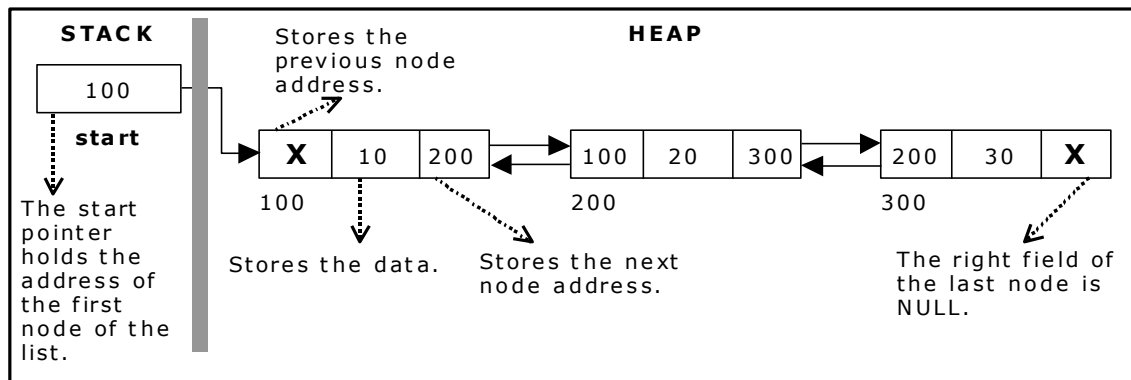 STACK
100
start
The start
pointer
holds the
address of
the first
node of the
list.
HEAP
Stores the
previous node
address.
X 10 200
100
100 20 300
200
200 30 X
300
Stores the data.
Stores the next
node address.
The right field of
the last node is
NULL.